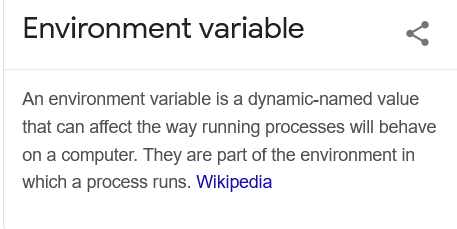 Environment variable
An environment variable is a dynamic-named value
that can affect the way running processes will behave
on a computer. They are part of the environment in
which a process runs. Wikipedia